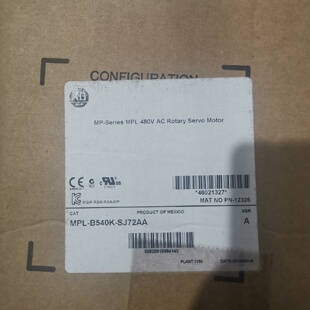 CONFIGURATION
MP-Series MPL 480V AC Rotary Servo Motor
*46021327*
MAT NO PN-12326
CAT
PRODUCT OF MEXICO
SER
MPL-B540K-SJ72AA
A